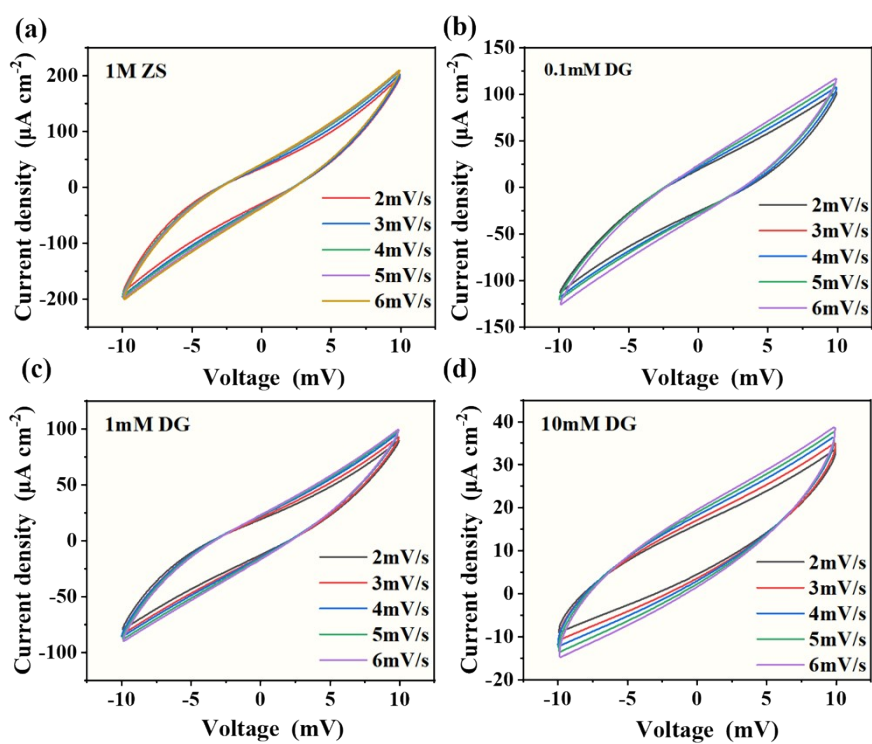 (a)
1M ZS
Current density (μA cm-2)
200
100
0
-100
-200
-10
-5
0
5
10
Voltage (mV)
2mV/s
3mV/s
4mV/s
5mV/s
6mV/s
(b)
0.1mM DG
Current density (μA cm-2)
150
100
50
0
-50
-100
-150
-10
-5
0
5
10
Voltage (mV)
2mV/s
3mV/s
4mV/s
5mV/s
6mV/s
(c)
1mM DG
Current density (μA cm-2)
100
50
0
-50
-100
-10
-5
0
5
10
Voltage (mV)
2mV/s
3mV/s
4mV/s
5mV/s
6mV/s
(d)
10mM DG
Current density (μA cm-2)
40
30
20
10
0
-10
-20
-10
-5
0
5
10
Voltage (mV)
2mV/s
3mV/s
4mV/s
5mV/s
6mV/s